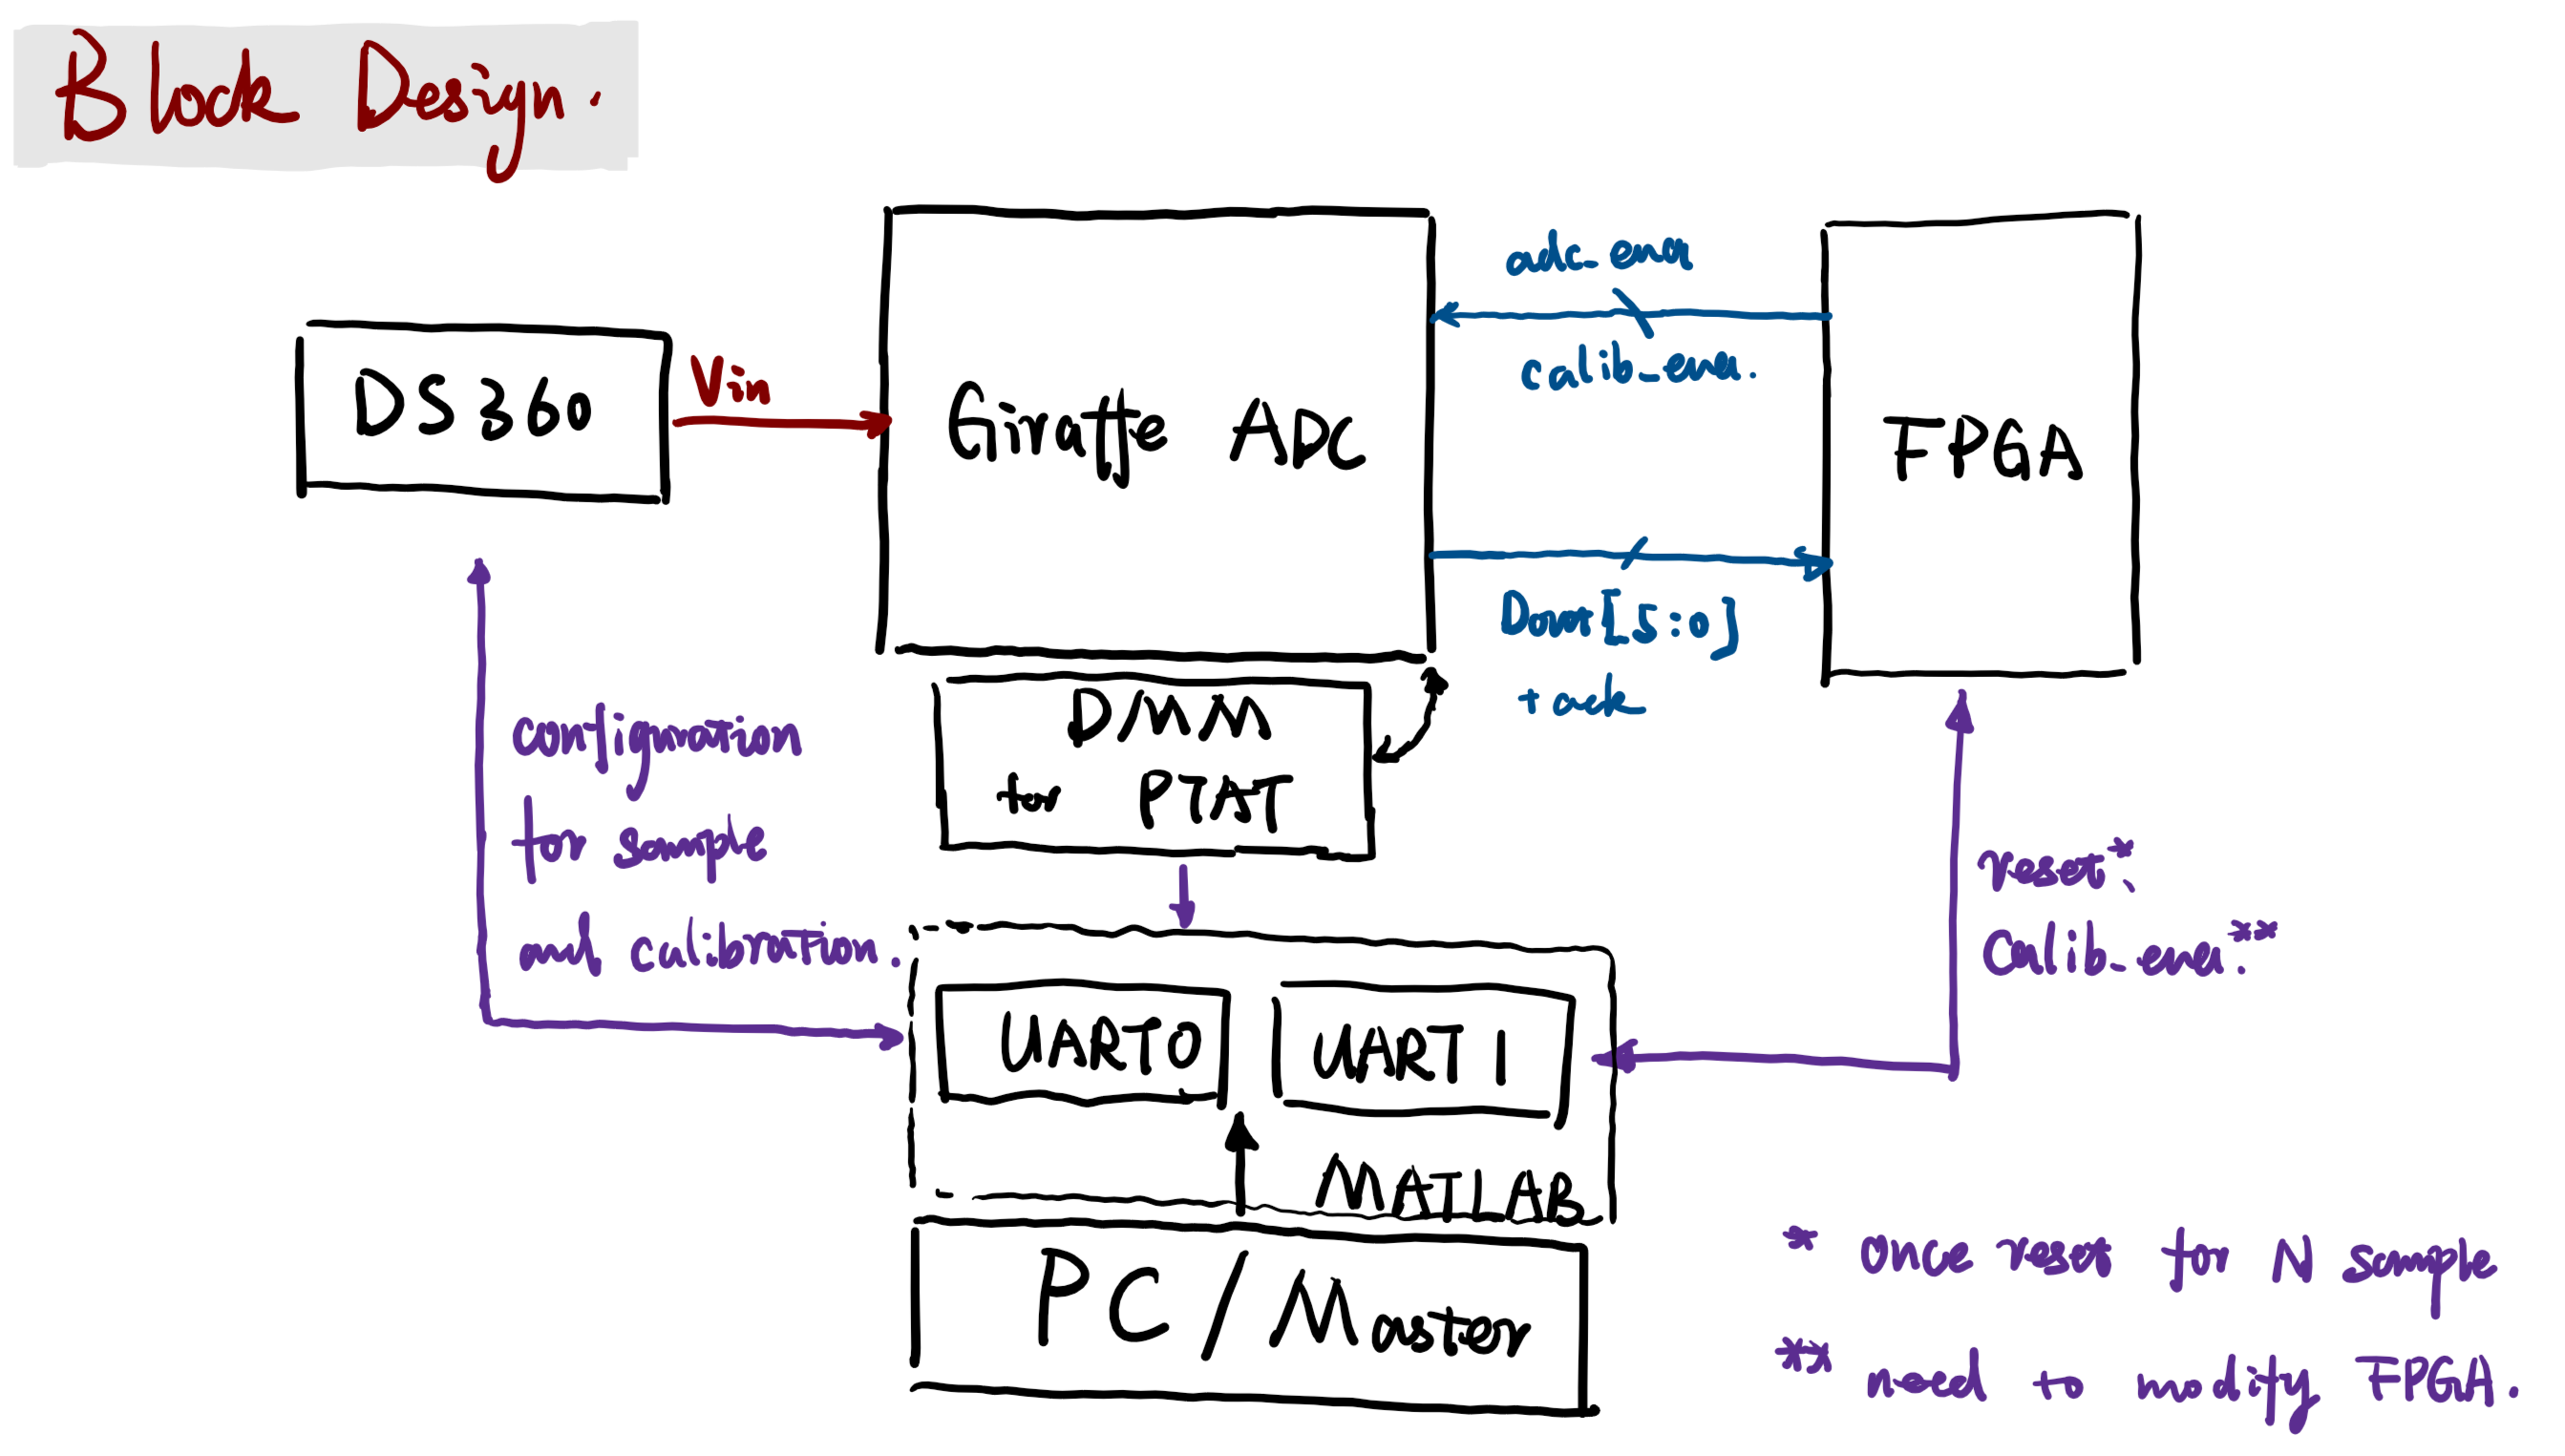 Block Design.
DS360
Vin
Giraffe ADC
adc_ena
calib_ena.
FPGA
Dout[5:0]
+ ack
DMM
for PTAT
configuration
for sample
and calibration.
reset*.
Calib_ena.**
UART0
UART1
MATLAB
PC/Master
* once reset for N sample
** need to modify FPGA.